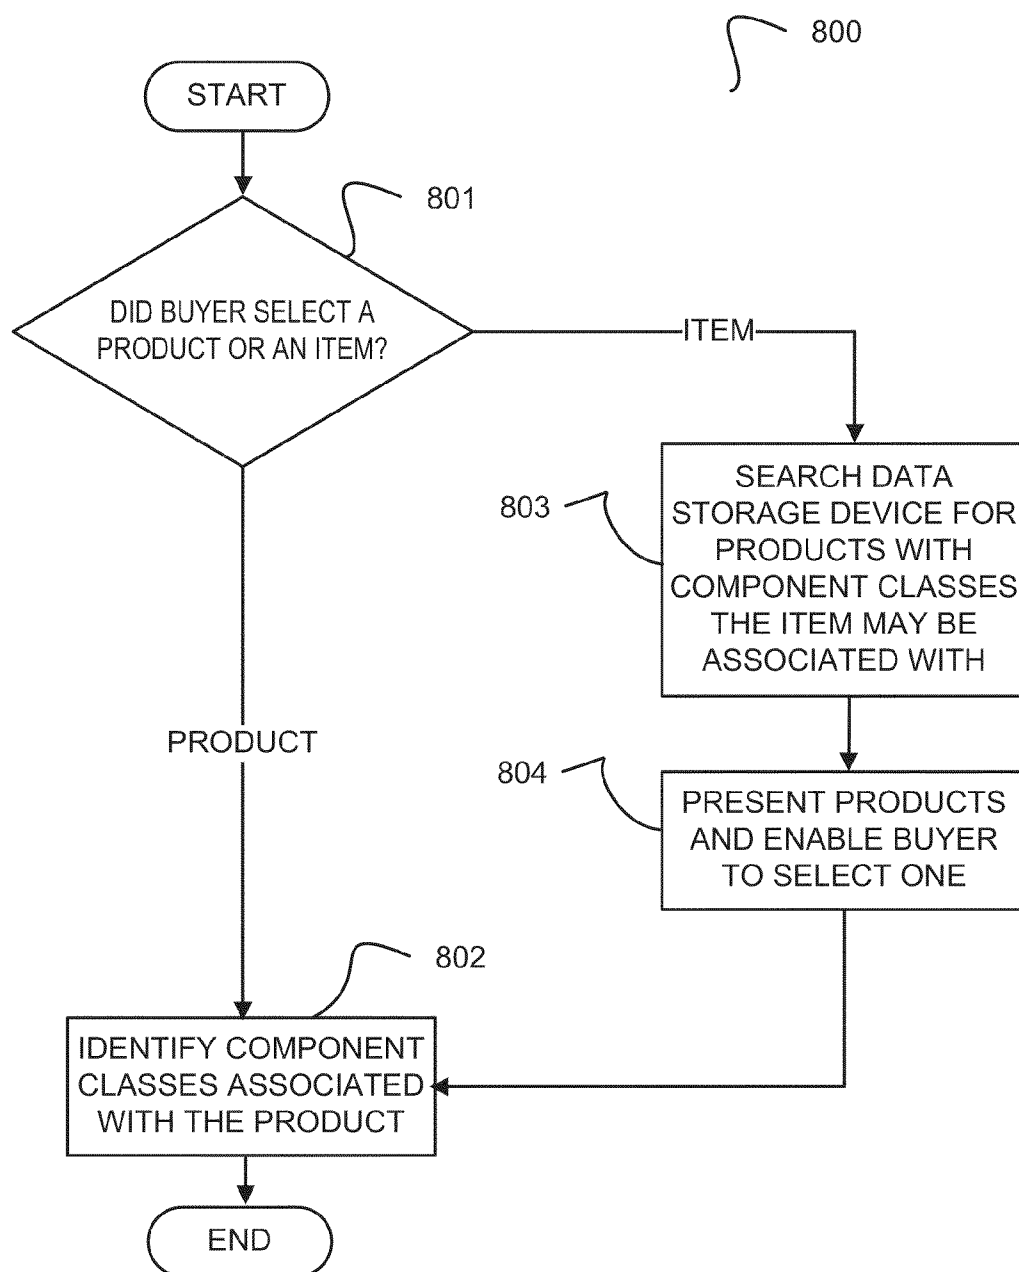 800
START
801
DID BUYER SELECT A
PRODUCT OR AN ITEM?
ITEM
803
SEARCH DATA
STORAGE DEVICE FOR
PRODUCTS WITH
COMPONENT CLASSES
THE ITEM MAY BE
ASSOCIATED WITH
PRODUCT
804
PRESENT PRODUCTS
AND ENABLE BUYER
TO SELECT ONE
802
IDENTIFY COMPONENT
CLASSES ASSOCIATED
WITH THE PRODUCT
END